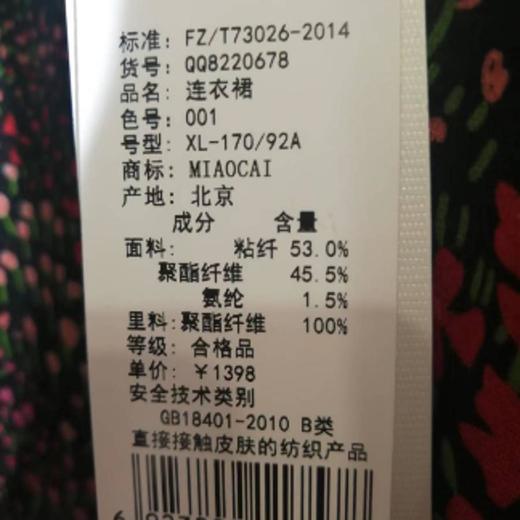 标准: FZ/T73026-2014
货号: QQ8220678
品名: 连衣裙
色号: 001
号型: XL-170/92A
商标: MIAOCAI
产地: 北京
成分 含量
面料: 粘纤 53.0%
聚酯纤维 45.5%
氨纶 1.5%
里料:聚酯纤维 100%
等级: 合格品
单价: ¥1398
安全技术类别
GB18401-2010 B类
直接接触皮肤的纺织产品